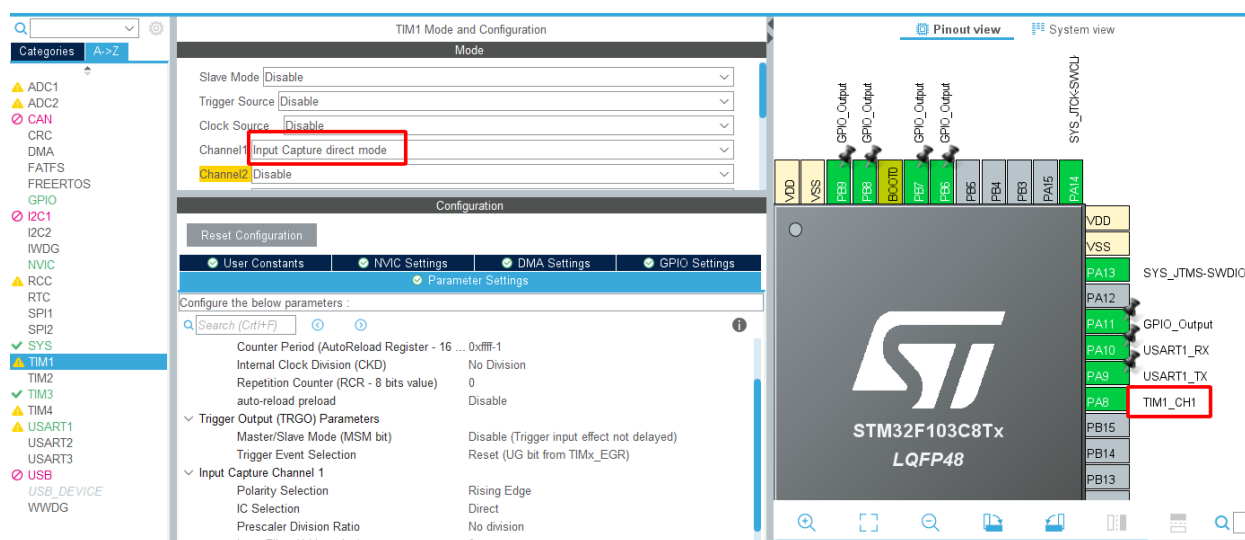 TIM1 Mode and Configuration
Categories A->Z
ADC1
ADC2
CAN
CRC
DMA
FATFS
FREERTOS
GPIO
I2C1
I2C2
IWDG
NVIC
RCC
RTC
SPI1
SPI2
SYS
TIM1
TIM2
TIM3
TIM4
USART1
USART2
USART3
USB
USB_DEVICE
WWDG
Mode
Slave Mode Disable
Trigger Source Disable
Clock Source Disable
Channel1 Input Capture direct mode
Channel2 Disable
Configuration
Reset Configuration
User Constants NVIC Settings DMA Settings GPIO Settings
Parameter Settings
Configure the below parameters :
Search (Crtl+F)
Counter Period (AutoReload Register - 16 ... 0xffff-1
Internal Clock Division (CKD) No Division
Repetition Counter (RCR - 8 bits value) 0
auto-reload preload Disable
Trigger Output (TRGO) Parameters
Master/Slave Mode (MSM bit) Disable (Trigger input effect not delayed)
Trigger Event Selection Reset (UG bit from TIMx_EGR)
Input Capture Channel 1
Polarity Selection Rising Edge
IC Selection Direct
Prescaler Division Ratio No division
Pinout view System view
GPIO_Output
GPIO_Output
GPIO_Output
GPIO_Output
SYS_JTCK-SWCLK
VDD
VSS
PB9
PB8
BOOT0
PB7
PB6
PB5
PB4
PB3
PA15
PA14
VDD
VSS
PA13 SYS_JTMS-SWDIO
PA12
PA11 GPIO_Output
PA10 USART1_RX
PA9 USART1_TX
PA8 TIM1_CH1
PB15
PB14
PB13
STM32F103C8Tx
LQFP48